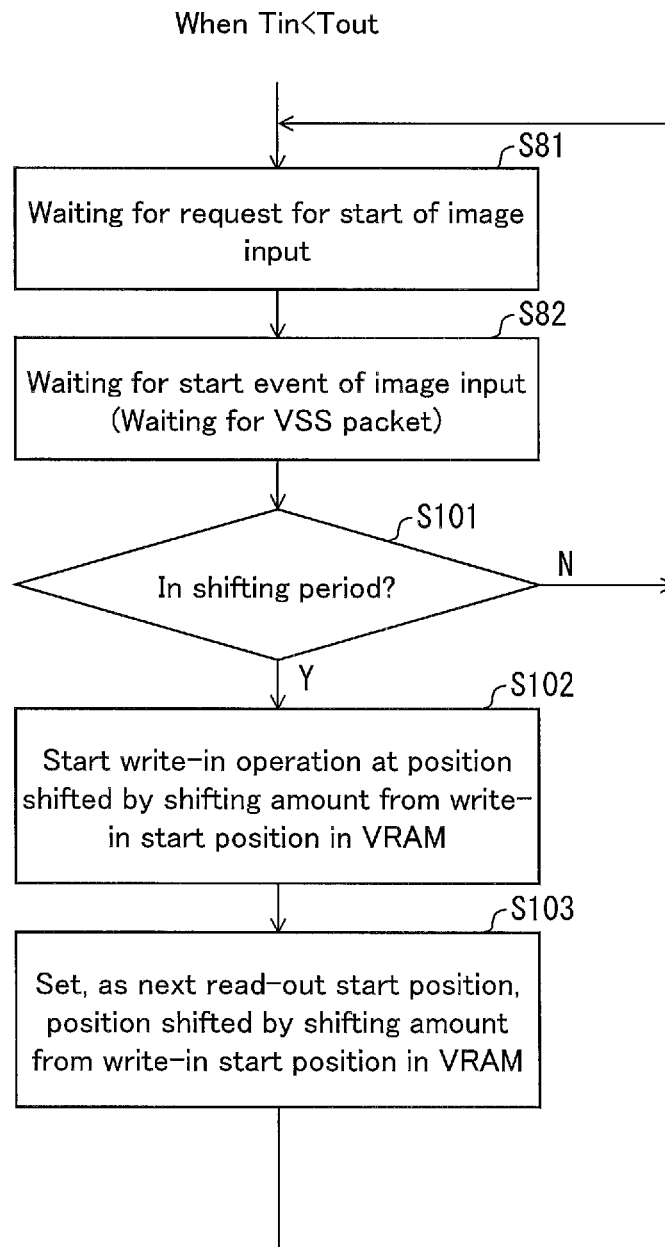 When Tin<Tout
S81
Waiting for request for start of image
input
S82
Waiting for start event of image input
(Waiting for VSS packet)
S101
In shifting period?
N
Y
S102
Start write-in operation at position
shifted by shifting amount from write-
in start position in VRAM
S103
Set, as next read-out start position,
position shifted by shifting amount
from write-in start position in VRAM